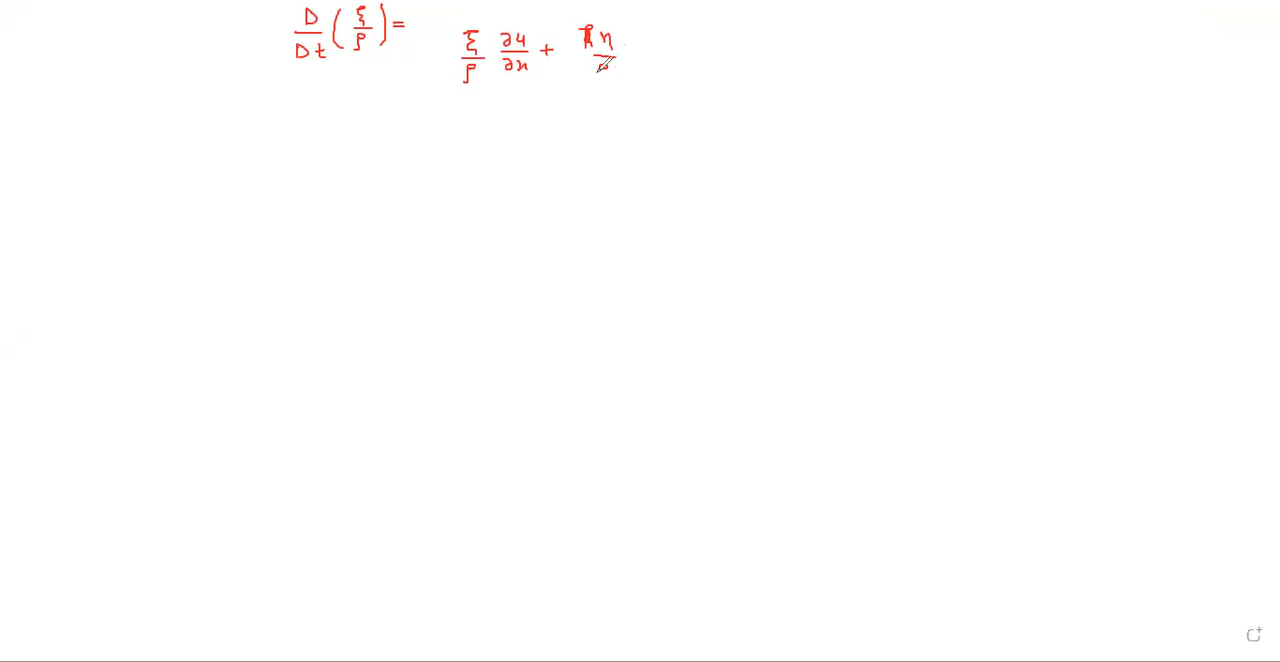 D/Dt (ξ/ρ) = ξ/ρ ∂u/∂x + η/ρ